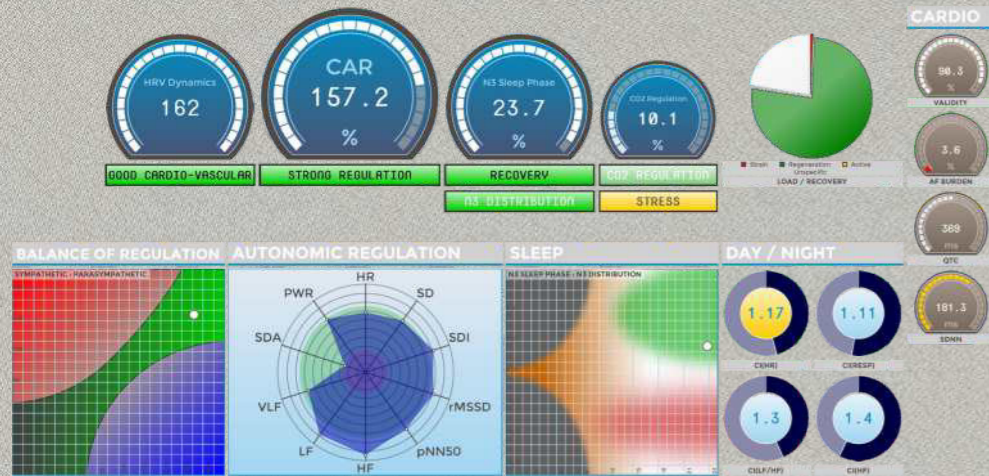 CARDIO
HRV Dynamics
162
CAR
157.2
%
N3 Sleep Phase
23.7
%
CO2 Regulation
10.1
%
90.3
%
VALIDITY
GOOD CARDIO-VASCULAR
STRONG REGULATION
RECOVERY
CO2 REGULATION
N3 DISTRIBUTION
STRESS
Strain
Regeneration
Active
Unspecific
LOAD / RECOVERY
3.6
%
AF BURDEN
369
ms
QTC
181.3
ms
SDNN
BALANCE OF REGULATION
SYMPATHETIC - PARASYMPATHETIC
AUTONOMIC REGULATION
HR
SD
SDI
rMSSD
pNN50
HF
LF
VLF
SDA
PWR
SLEEP
N3 SLEEP PHASE - N3 DISTRIBUTION
DAY / NIGHT
1.17
CI(HR)
1.11
CI(RESP)
1.3
CI(LF/HF)
1.4
CI(HF)